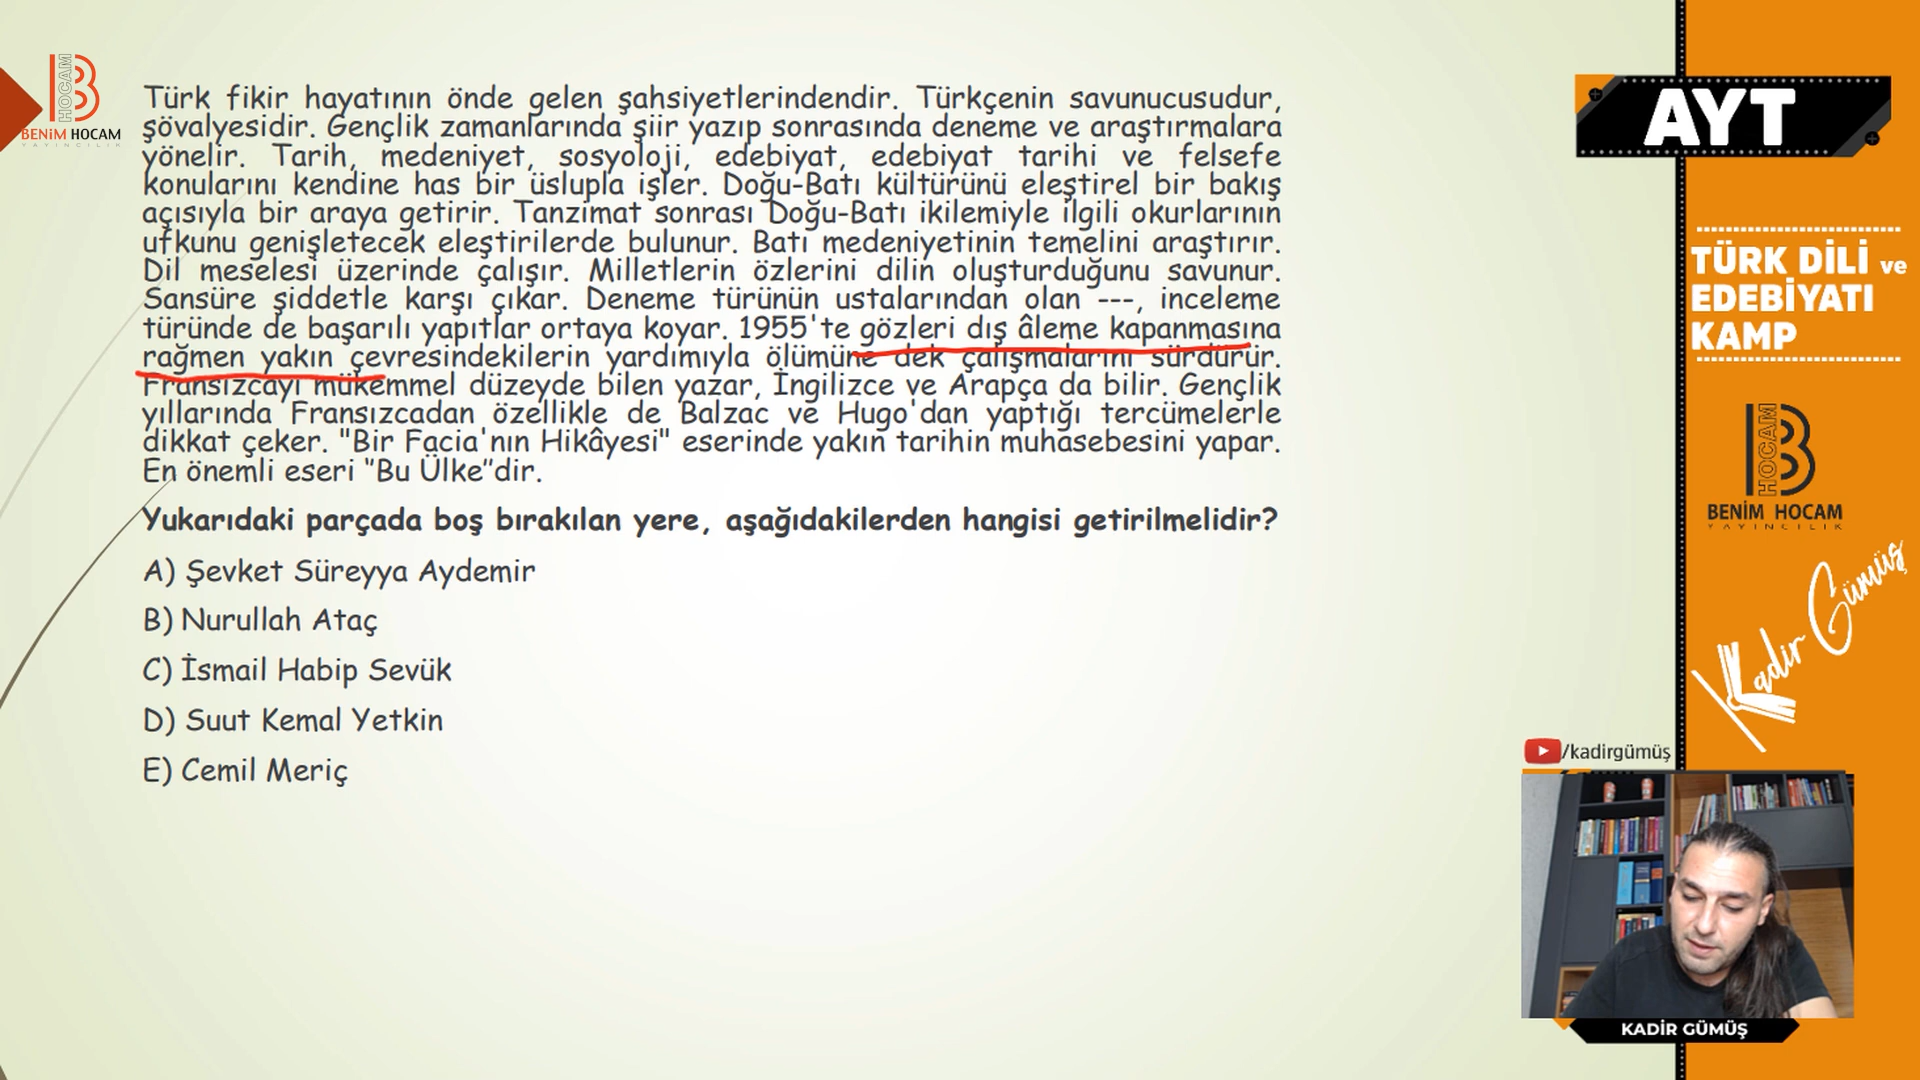 HOCAM
BENİM HOCAM
YAYINCILIK
Türk fikir hayatının önde gelen şahsiyetlerindendir. Türkçenin savunucusudur,
şövalyesidir. Gençlik zamanlarında şiir yazıp sonrasında deneme ve araştırmalara
yönelir. Tarih, medeniyet, sosyoloji, edebiyat, edebiyat tarihi ve felsefe
konularını kendine has bir üslupla işler. Doğu-Batı kültürünü eleştirel bir bakış
açısıyla bir araya getirir. Tanzimat sonrası Doğu-Batı ikilemiyle ilgili okurlarının
ufkunu genişletecek eleştirilerde bulunur. Batı medeniyetinin temelini araştırır.
Dil meselesi üzerinde çalışır. Milletlerin özlerini dilin oluşturduğunu savunur.
Sansüre şiddetle karşı çıkar. Deneme türünün ustalarından olan ---, inceleme
türünde de başarılı yapıtlar ortaya koyar. 1955'te gözleri dış âleme kapanmasına
rağmen yakın çevresindekilerin yardımıyla ölümüne dek çalışmalarını sürdürür.
Fransızcayı mükemmel düzeyde bilen yazar, İngilizce ve Arapça da bilir. Gençlik
yıllarında Fransızcadan özellikle de Balzac ve Hugo'dan yaptığı tercümelerle
dikkat çeker. "Bir Facia'nın Hikâyesi" eserinde yakın tarihin muhasebesini yapar.
En önemli eseri "Bu Ülke"dir.
Yukarıdaki parçada boş bırakılan yere, aşağıdakilerden hangisi getirilmelidir?
A) Şevket Süreyya Aydemir
B) Nurullah Ataç
C) İsmail Habip Sevük
D) Suut Kemal Yetkin
E) Cemil Meriç
AYT
TÜRK DİLİ ve
EDEBİYATI
KAMP
HOCAM
BENİM HOCAM
YAYINCILIK
Kadir Gümüş
/kadirgümüş
KADİR GÜMÜŞ